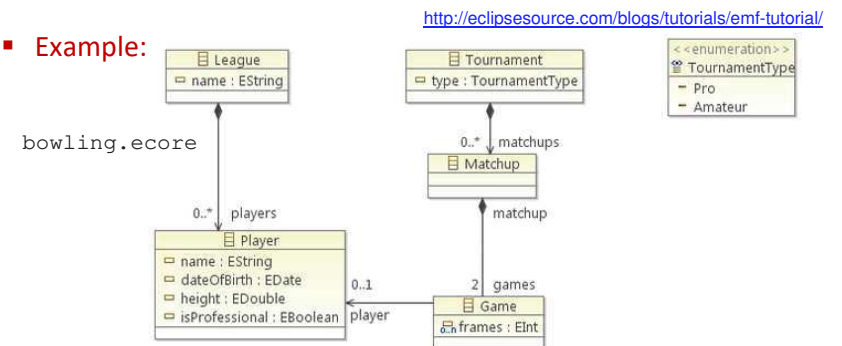 http://eclipsesource.com/blogs/tutorials/emf-tutorial/
▪ Example:
League
name : EString
Tournament
type : TournamentType
<<enumeration>>
TournamentType
Pro
Amateur
bowling.ecore
0..* matchups
Matchup
matchup
0..* players
Player
name : EString
dateOfBirth : EDate
height : EDouble
isProfessional : EBoolean
0..1
player
2 games
Game
0..n frames : EInt